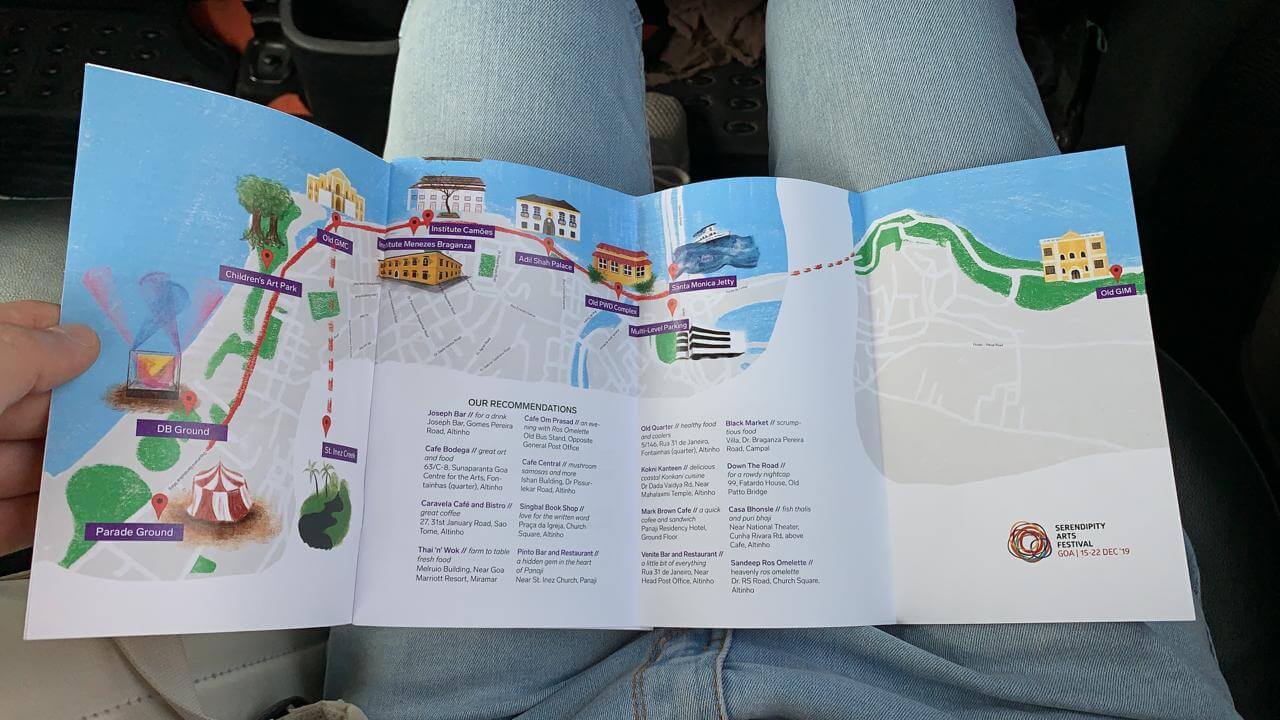 Old GMC
Children's Art Park
DB Ground
St. Inez Creek
Parade Ground
Institute Camões
Institute Menezes Braganza
Adil Shah Palace
Old PWD Complex
Santa Monica Jetty
Multi-Level Parking
Old GIM
OUR RECOMMENDATIONS
Joseph Bar // for a drink
Joseph Bar, Gomes Pereira
Road, Altinho
Cafe Bodega // great art
and food
63/C-8, Sunaparanta Goa
Centre for the Arts, Fon-
tainhas (quarter), Altinho
Caravela Café and Bistro //
great coffee
27, 31st January Road, Sao
Tome, Altinho
Thai 'n' Wok // form to table
fresh food
Melruio Building, Near Goa
Marriott Resort, Miramar
Cafe Om Prasad // an eve-
ning with Ros Omelette
Old Bus Stand, Opposite
General Post Office
Cafe Central // mushroom
samosas and more
Ishan Building, Dr Pissur-
lekar Road, Altinho
Singbal Book Shop //
love for the written word
Praça da Igreja, Church
Square, Altinho
Pinto Bar and Restaurant //
a hidden gem in the heart
of Panaji
Near St. Inez Church, Panaji
Old Quarter // healthy food
and coolers
5/146, Rua 31 de Janeiro,
Fontainhas (quarter), Altinho
Kokni Kanteen // delicious
coastal Konkani cuisine
Dr Dada Vaidya Rd, Near
Mahalaxmi Temple, Altinho
Mark Brown Cafe // a quick
cofee and sandwich
Panaji Residency Hotel,
Ground Floor
Venite Bar and Restaurant //
a little bit of everything
Rua 31 de Janeiro, Near
Head Post Office, Altinho
Black Market // scrump-
tious food
Villa, Dr. Braganza Pereira
Road, Campal
Down The Road //
for a rowdy nightcap
99, Fatardo House, Old
Patto Bridge
Casa Bhonsle // fish thalis
and puri bhaji
Near National Theater,
Cunha Rivara Rd, above
Cafe, Altinho
Sandeep Ros Omelette //
heavenly ros omelette
Dr. RS Road, Church Square,
Altinho
SERENDIPITY
ARTS
FESTIVAL
GOA | 15-22 DEC '19